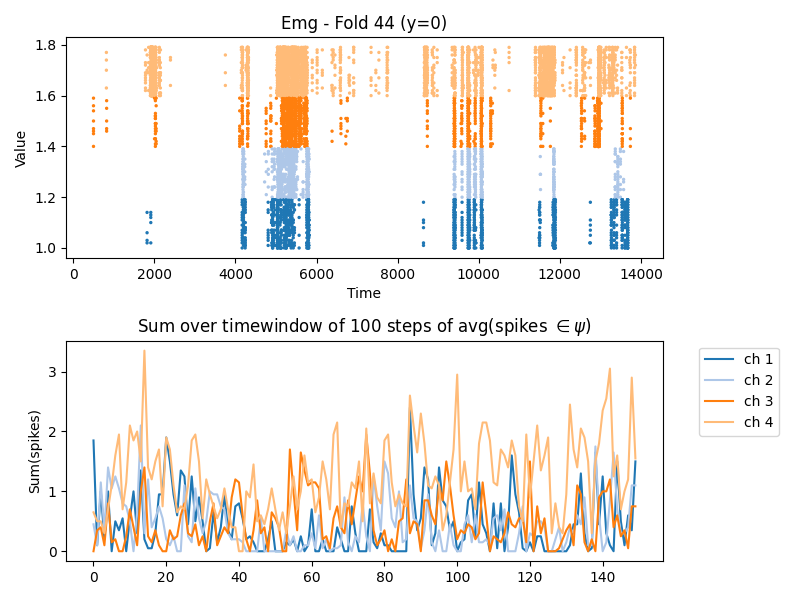 Emg - Fold 44 (y=0)
1.8
1.6
1.4
1.2
1.0
Value
0 2000 4000 6000 8000 10000 12000 14000
Time
Sum over timewindow of 100 steps of avg(spikes ∈ ψ)
3
2
1
0
Sum(spikes)
0 20 40 60 80 100 120 140
ch 1
ch 2
ch 3
ch 4